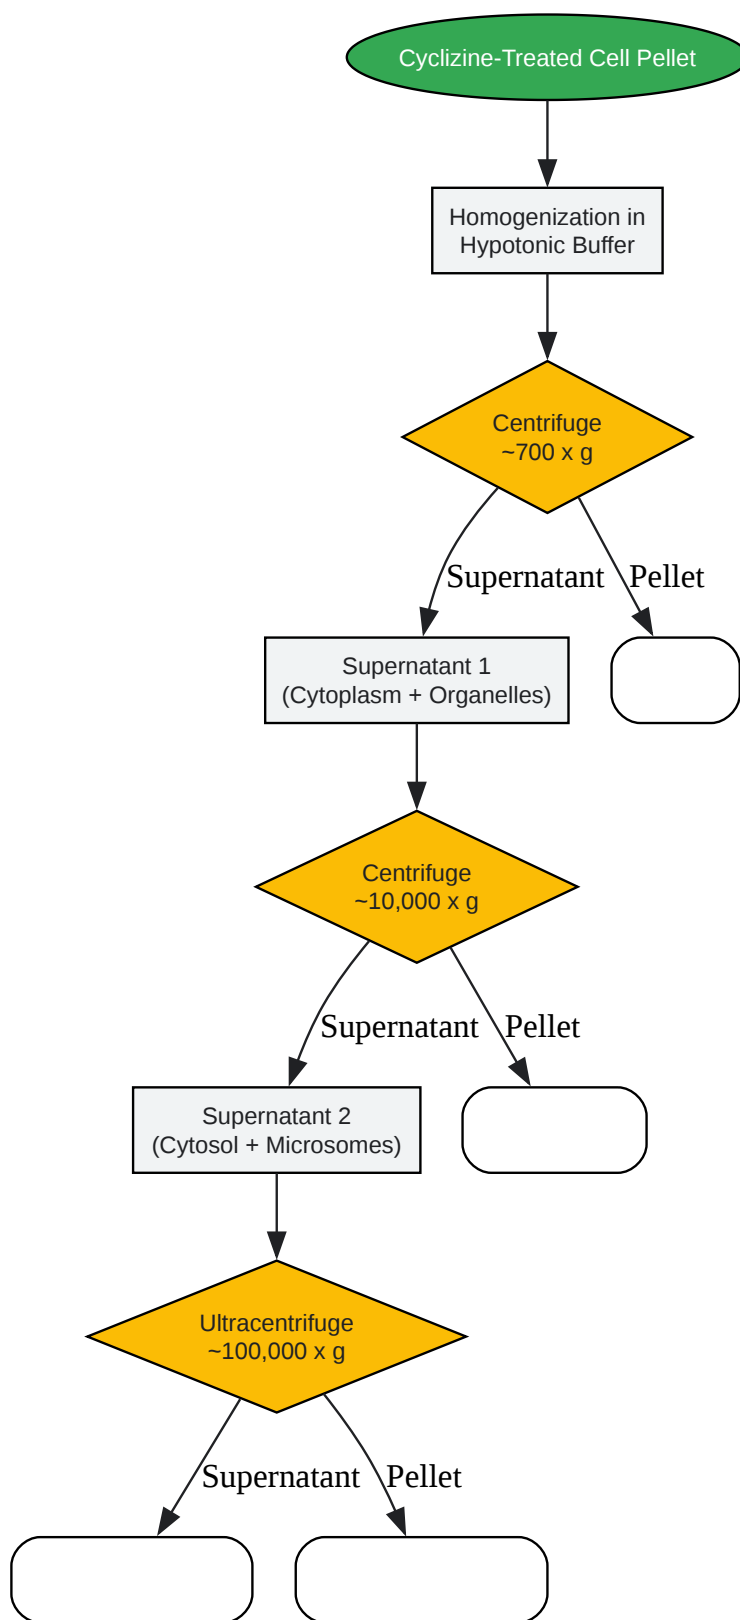 Cyclizine-Treated Cell Pellet
Homogenization in
Hypotonic Buffer
Centrifuge
~700 x g
Supernatant
Pellet
Supernatant 1
(Cytoplasm + Organelles)
Centrifuge
~10,000 x g
Supernatant
Pellet
Supernatant 2
(Cytosol + Microsomes)
Ultracentrifuge
~100,000 x g
Supernatant
Pellet